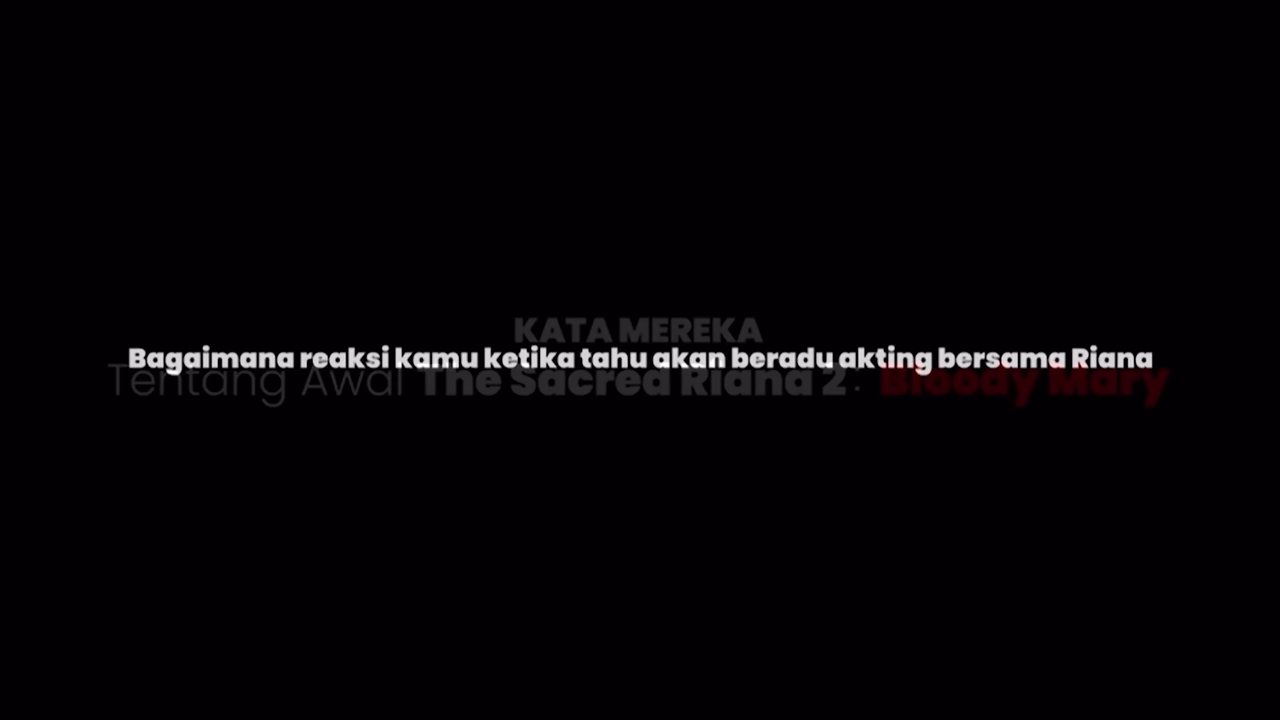 KATA MEREKA
Bagaimana reaksi kamu ketika tahu akan beradu akting bersama Riana
Tentang Awal The Sacred Riana 2: Bloody Mary